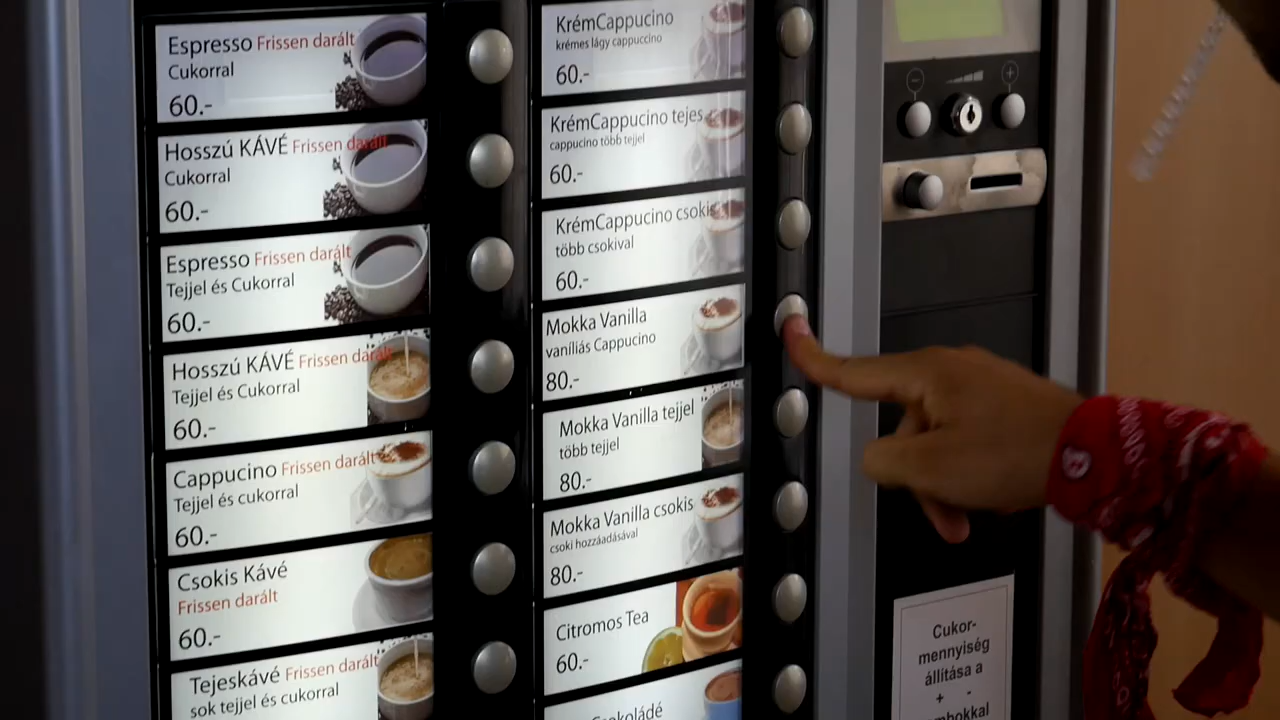 Espresso Frissen darált
Cukorral
60.-
Hosszú KÁVÉ Frissen darált
Cukorral
60.-
Espresso Frissen darált
Tejjel és Cukorral
60.-
Hosszú KÁVÉ Frissen darált
Tejjel és Cukorral
60.-
Cappucino Frissen darált
Tejjel és cukorral
60.-
Csokis Kávé
Frissen darált
60.-
Tejeskávé Frissen darált
sok tejjel és cukorral
KrémCappucino
krémes lágy cappuccino
60.-
KrémCappucino tejes
cappucino több tejjel
60.-
KrémCappucino csokis
több csokival
60.-
Mokka Vanilla
vaníliás Cappucino
80.-
Mokka Vanilla tejjel
több tejjel
80.-
Mokka Vanilla csokis
csoki hozzáadásával
80.-
Citromos Tea
60.-
- +
Cukor-
mennyiség
állítása a
+ -